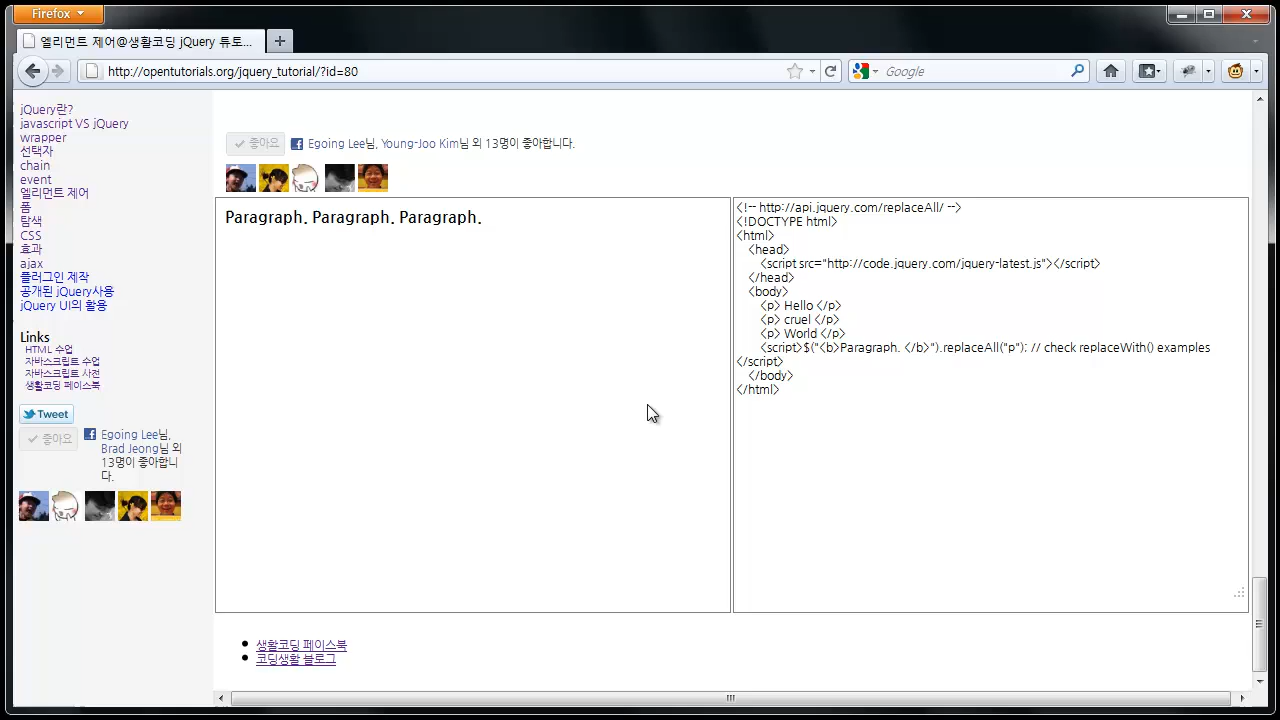 Firefox
엘리먼트 제어@생활코딩 jQuery 튜토...
http://opentutorials.org/jquery_tutorial/?id=80
Google
jQuery란?
javascript VS jQuery
wrapper
선택자
chain
event
엘리먼트 제어
폼
탐색
CSS
효과
ajax
플러그인 제작
공개된 jQuery사용
jQuery UI의 활용
Links
HTML 수업
자바스크립트 수업
자바스크립트 사전
생활코딩 페이스북
Tweet
좋아요
Egoing Lee님,
Brad Jeong님 외
13명이 좋아합니
다.
좋아요
Egoing Lee님, Young-Joo Kim님 외 13명이 좋아합니다.
Paragraph. Paragraph. Paragraph.
<!-- http://api.jquery.com/replaceAll/ -->
<!DOCTYPE html>
<html>
<head>
<script src="http://code.jquery.com/jquery-latest.js"></script>
</head>
<body>
<p> Hello </p>
<p> cruel </p>
<p> World </p>
<script>$("<b>Paragraph. </b>").replaceAll("p"); // check replaceWith() examples
</script>
</body>
</html>
생활코딩 페이스북
코딩생활 블로그